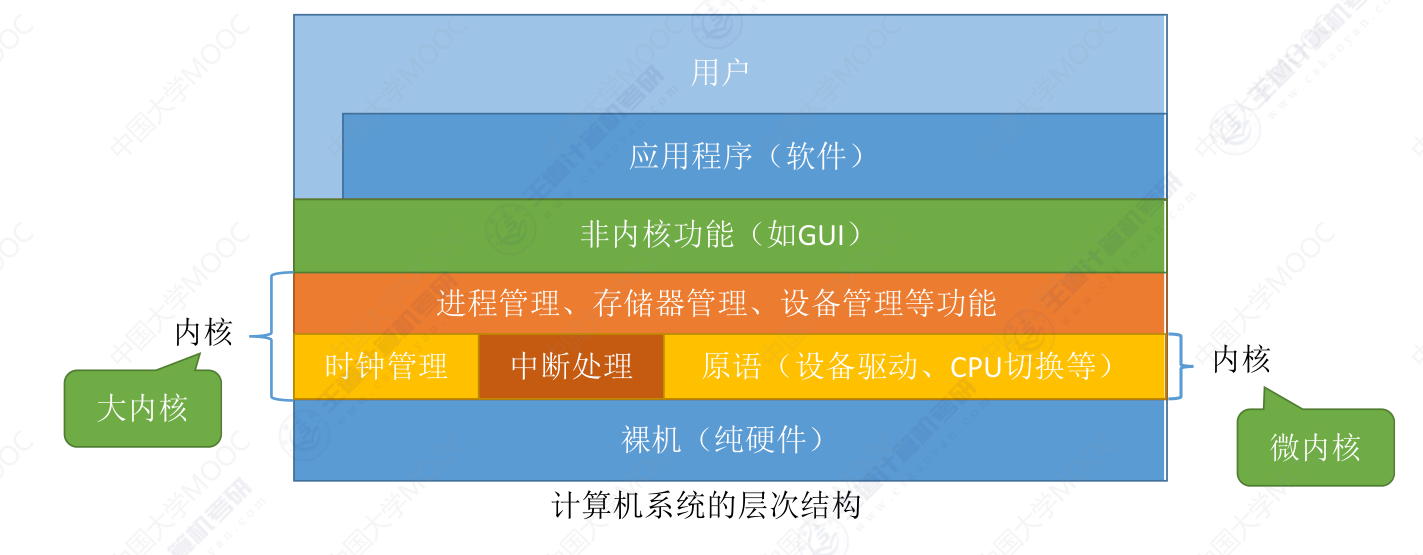 用户
应用程序（软件）
非内核功能（如GUI）
进程管理、存储器管理、设备管理等功能
内核
时钟管理
中断处理
原语（设备驱动、CPU切换等）
内核
大内核
微内核
裸机（纯硬件）
计算机系统的层次结构
中国大学MOOC
王道计算机考研
www.cskaoyan.com